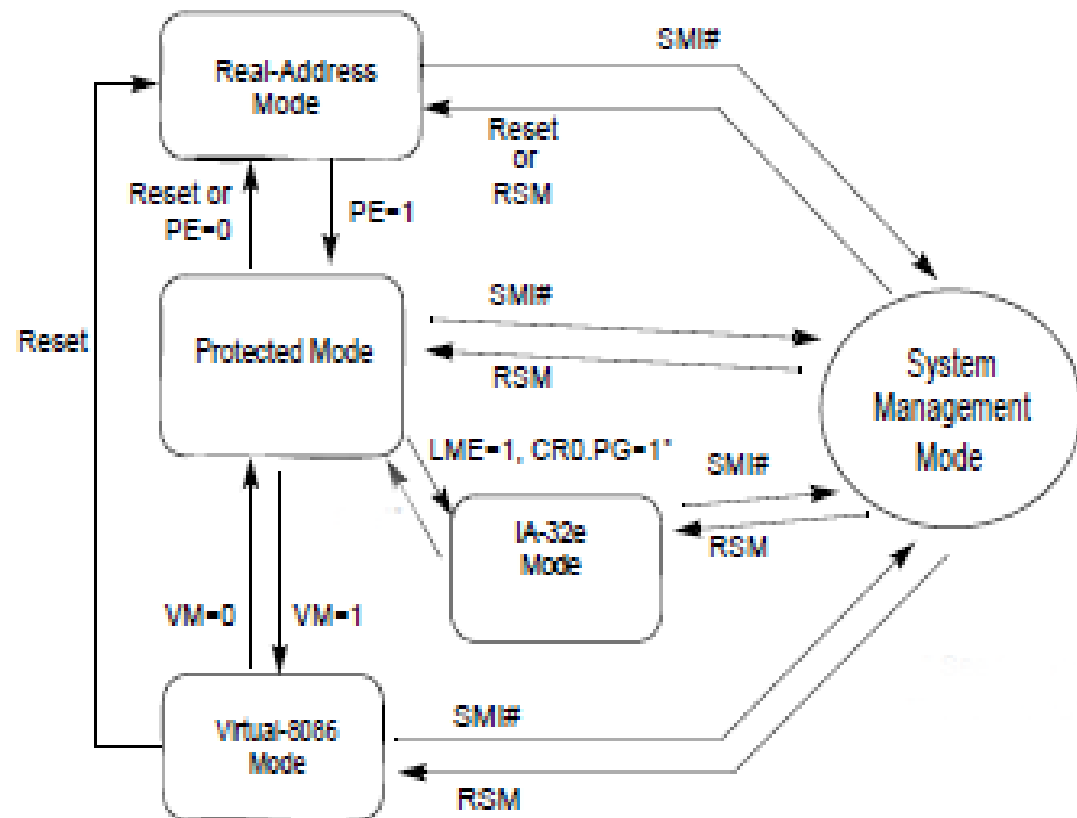 SMI#
Real-Address
Mode
Reset
or
RSM
Reset or
PE=0
PE=1
SMI#
Reset
Protected Mode
RSM
System
Management
Mode
LME=1, CR0.PG=1*
SMI#
IA-32e
Mode
RSM
VM=0
VM=1
Virtual-8086
Mode
SMI#
RSM